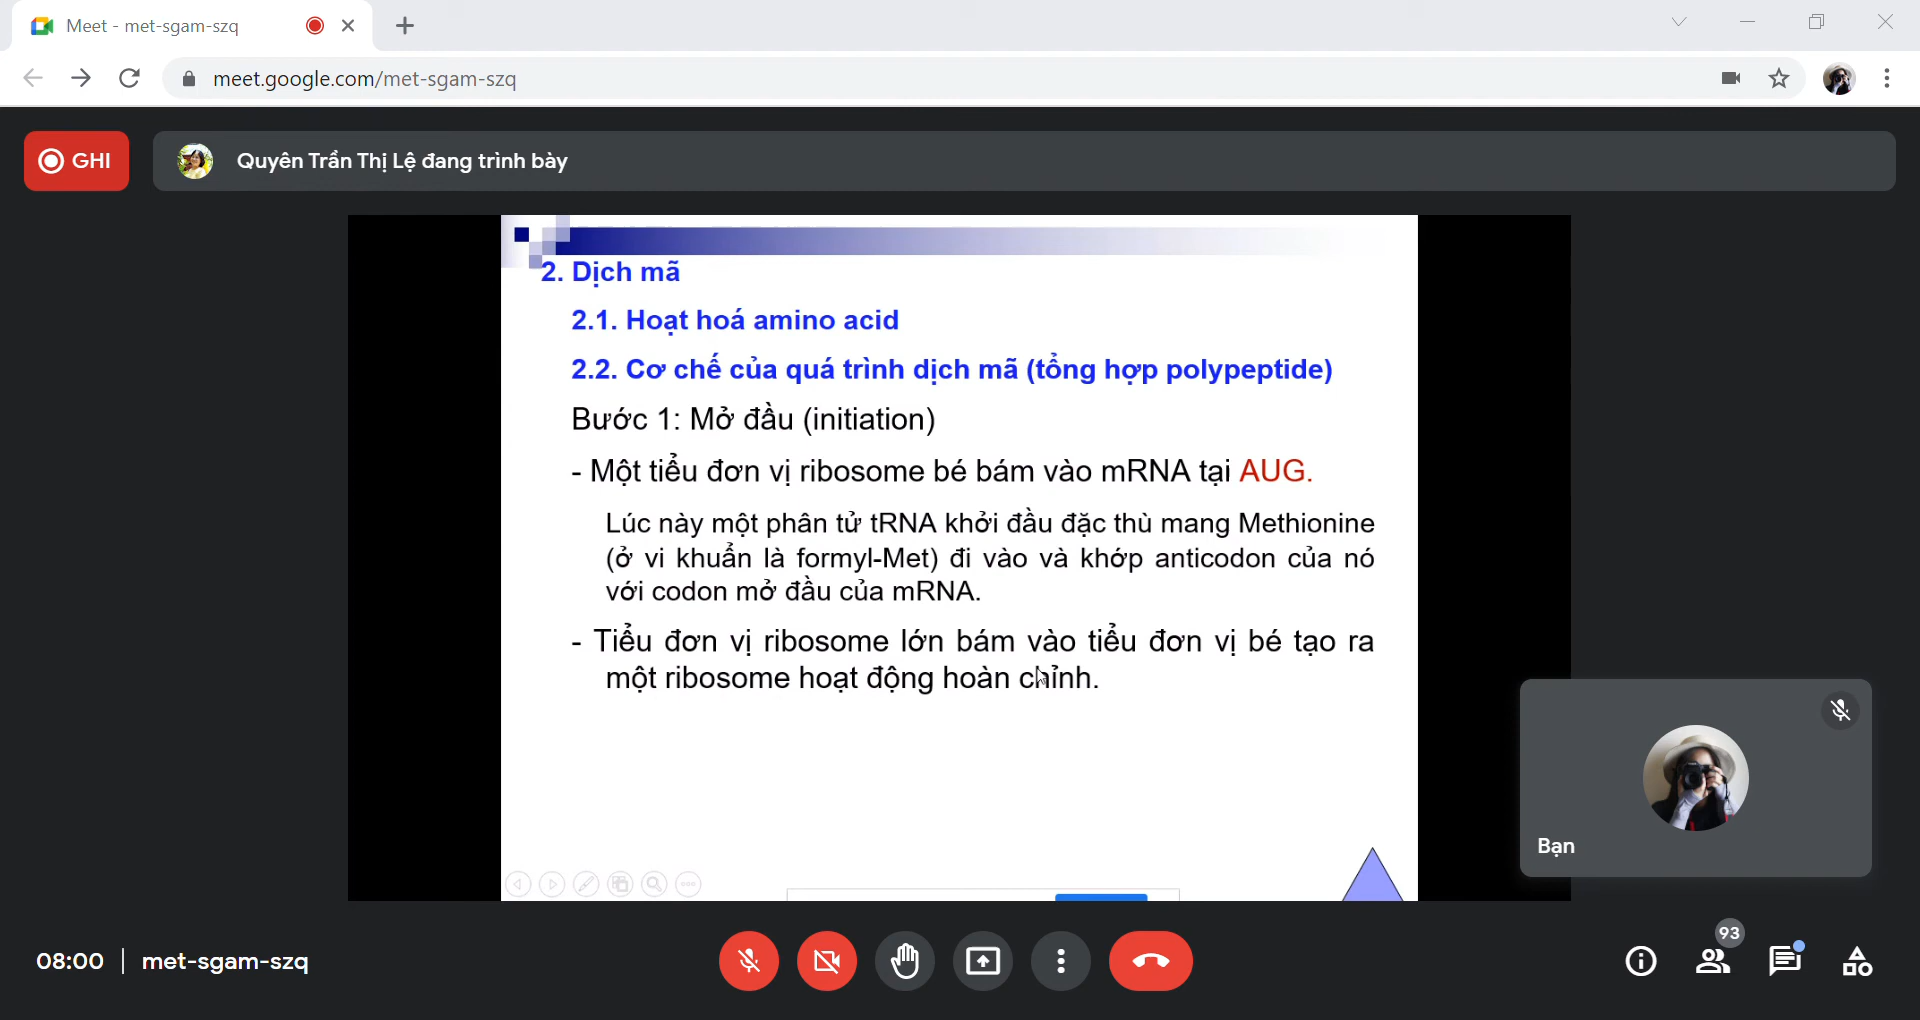 Meet - met-sgam-szq
meet.google.com/met-sgam-szq
GHI
Quyên Trần Thị Lệ đang trình bày
2. Dịch mã
2.1. Hoạt hoá amino acid
2.2. Cơ chế của quá trình dịch mã (tổng hợp polypeptide)
Bước 1: Mở đầu (initiation)
- Một tiểu đơn vị ribosome bé bám vào mRNA tại AUG.
Lúc này một phân tử tRNA khởi đầu đặc thù mang Methionine
(ở vi khuẩn là formyl-Met) đi vào và khớp anticodon của nó
với codon mở đầu của mRNA.
- Tiểu đơn vị ribosome lớn bám vào tiểu đơn vị bé tạo ra
một ribosome hoạt động hoàn chỉnh.
Bạn
08:00
met-sgam-szq
93